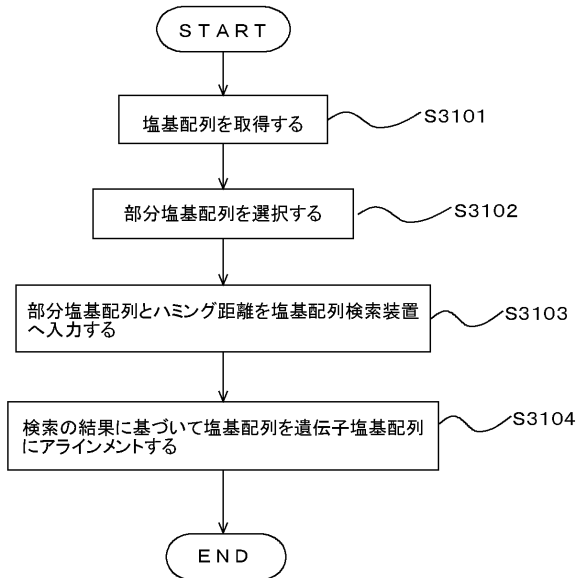 START
塩基配列を取得する
S3101
部分塩基配列を選択する
S3102
部分塩基配列とハミング距離を塩基配列検索装置
へ入力する
S3103
検索の結果に基づいて塩基配列を遺伝子塩基配列
にアラインメントする
S3104
END